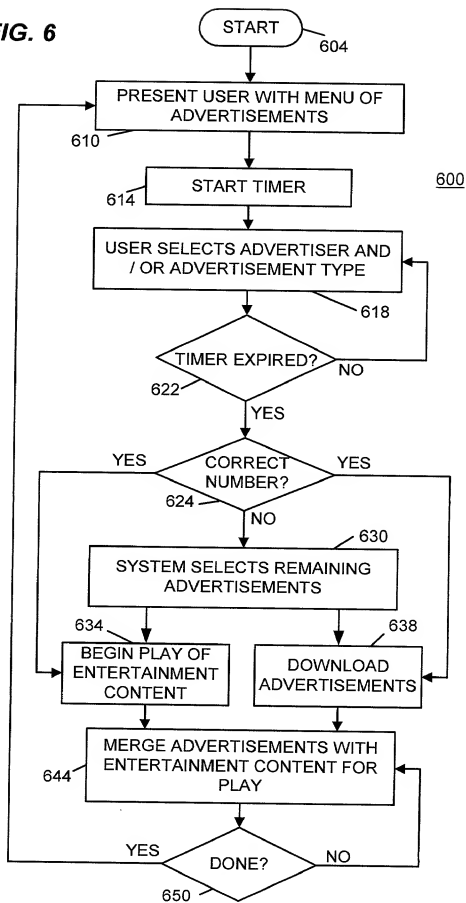 FIG. 6
START
604
PRESENT USER WITH MENU OF
ADVERTISEMENTS
610
START TIMER
614
600
USER SELECTS ADVERTISER AND
/ OR ADVERTISEMENT TYPE
618
TIMER EXPIRED?
NO
622
YES
YES
CORRECT
NUMBER?
YES
624
NO
630
SYSTEM SELECTS REMAINING
ADVERTISEMENTS
634
638
BEGIN PLAY OF
ENTERTAINMENT
CONTENT
DOWNLOAD
ADVERTISEMENTS
MERGE ADVERTISEMENTS WITH
ENTERTAINMENT CONTENT FOR
PLAY
644
YES
DONE?
NO
650